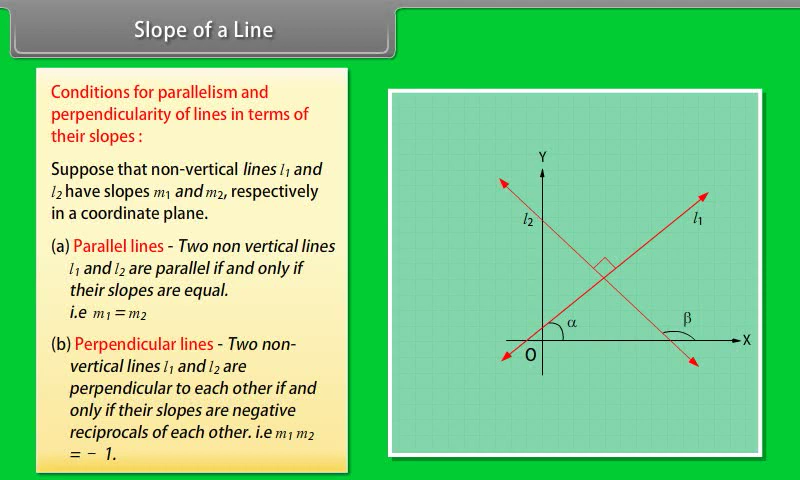 Slope of a Line
Conditions for parallelism and
perpendicularity of lines in terms of
their slopes :
Suppose that non-vertical lines l₁ and
l₂ have slopes m₁ and m₂, respectively
in a coordinate plane.
(a) Parallel lines - Two non vertical lines
l₁ and l₂ are parallel if and only if
their slopes are equal.
i.e m₁ = m₂
(b) Perpendicular lines - Two non-
vertical lines l₁ and l₂ are
perpendicular to each other if and
only if their slopes are negative
reciprocals of each other. i.e m₁ m₂
= − 1.
Y
l₂
l₁
α
β
X
O